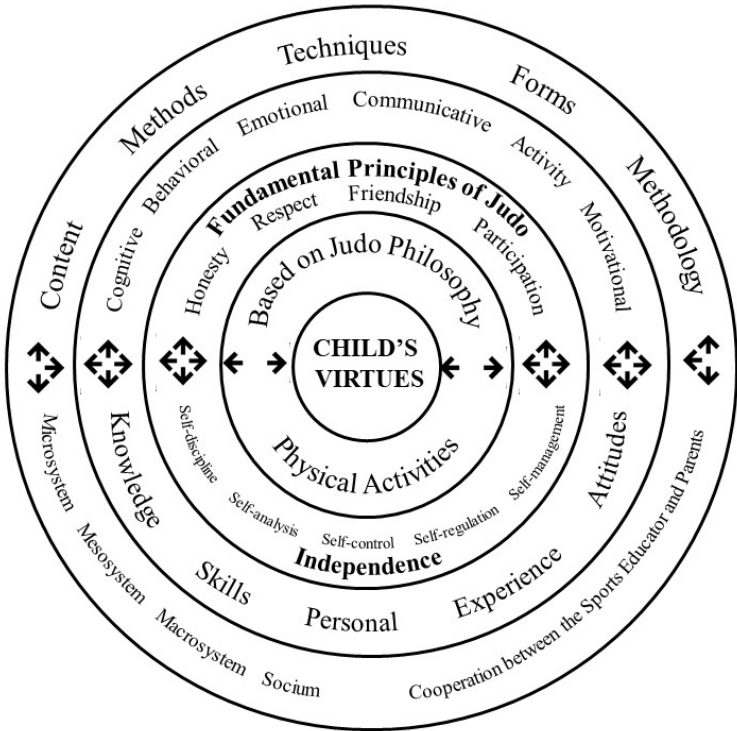 Content
Methods
Techniques
Forms
Methodology
Cognitive
Behavioral
Emotional
Communicative
Activity
Motivational
Fundamental Principles of Judo
Honesty
Respect
Friendship
Participation
Based on Judo Philosophy
CHILD'S
VIRTUES
Physical Activities
Self-discipline
Self-analysis
Self-control
Self-regulation
Self-management
Independence
Knowledge
Skills
Personal
Experience
Attitudes
Microsystem
Mesosystem
Macrosystem
Socium
Cooperation between the Sports Educator and Parents